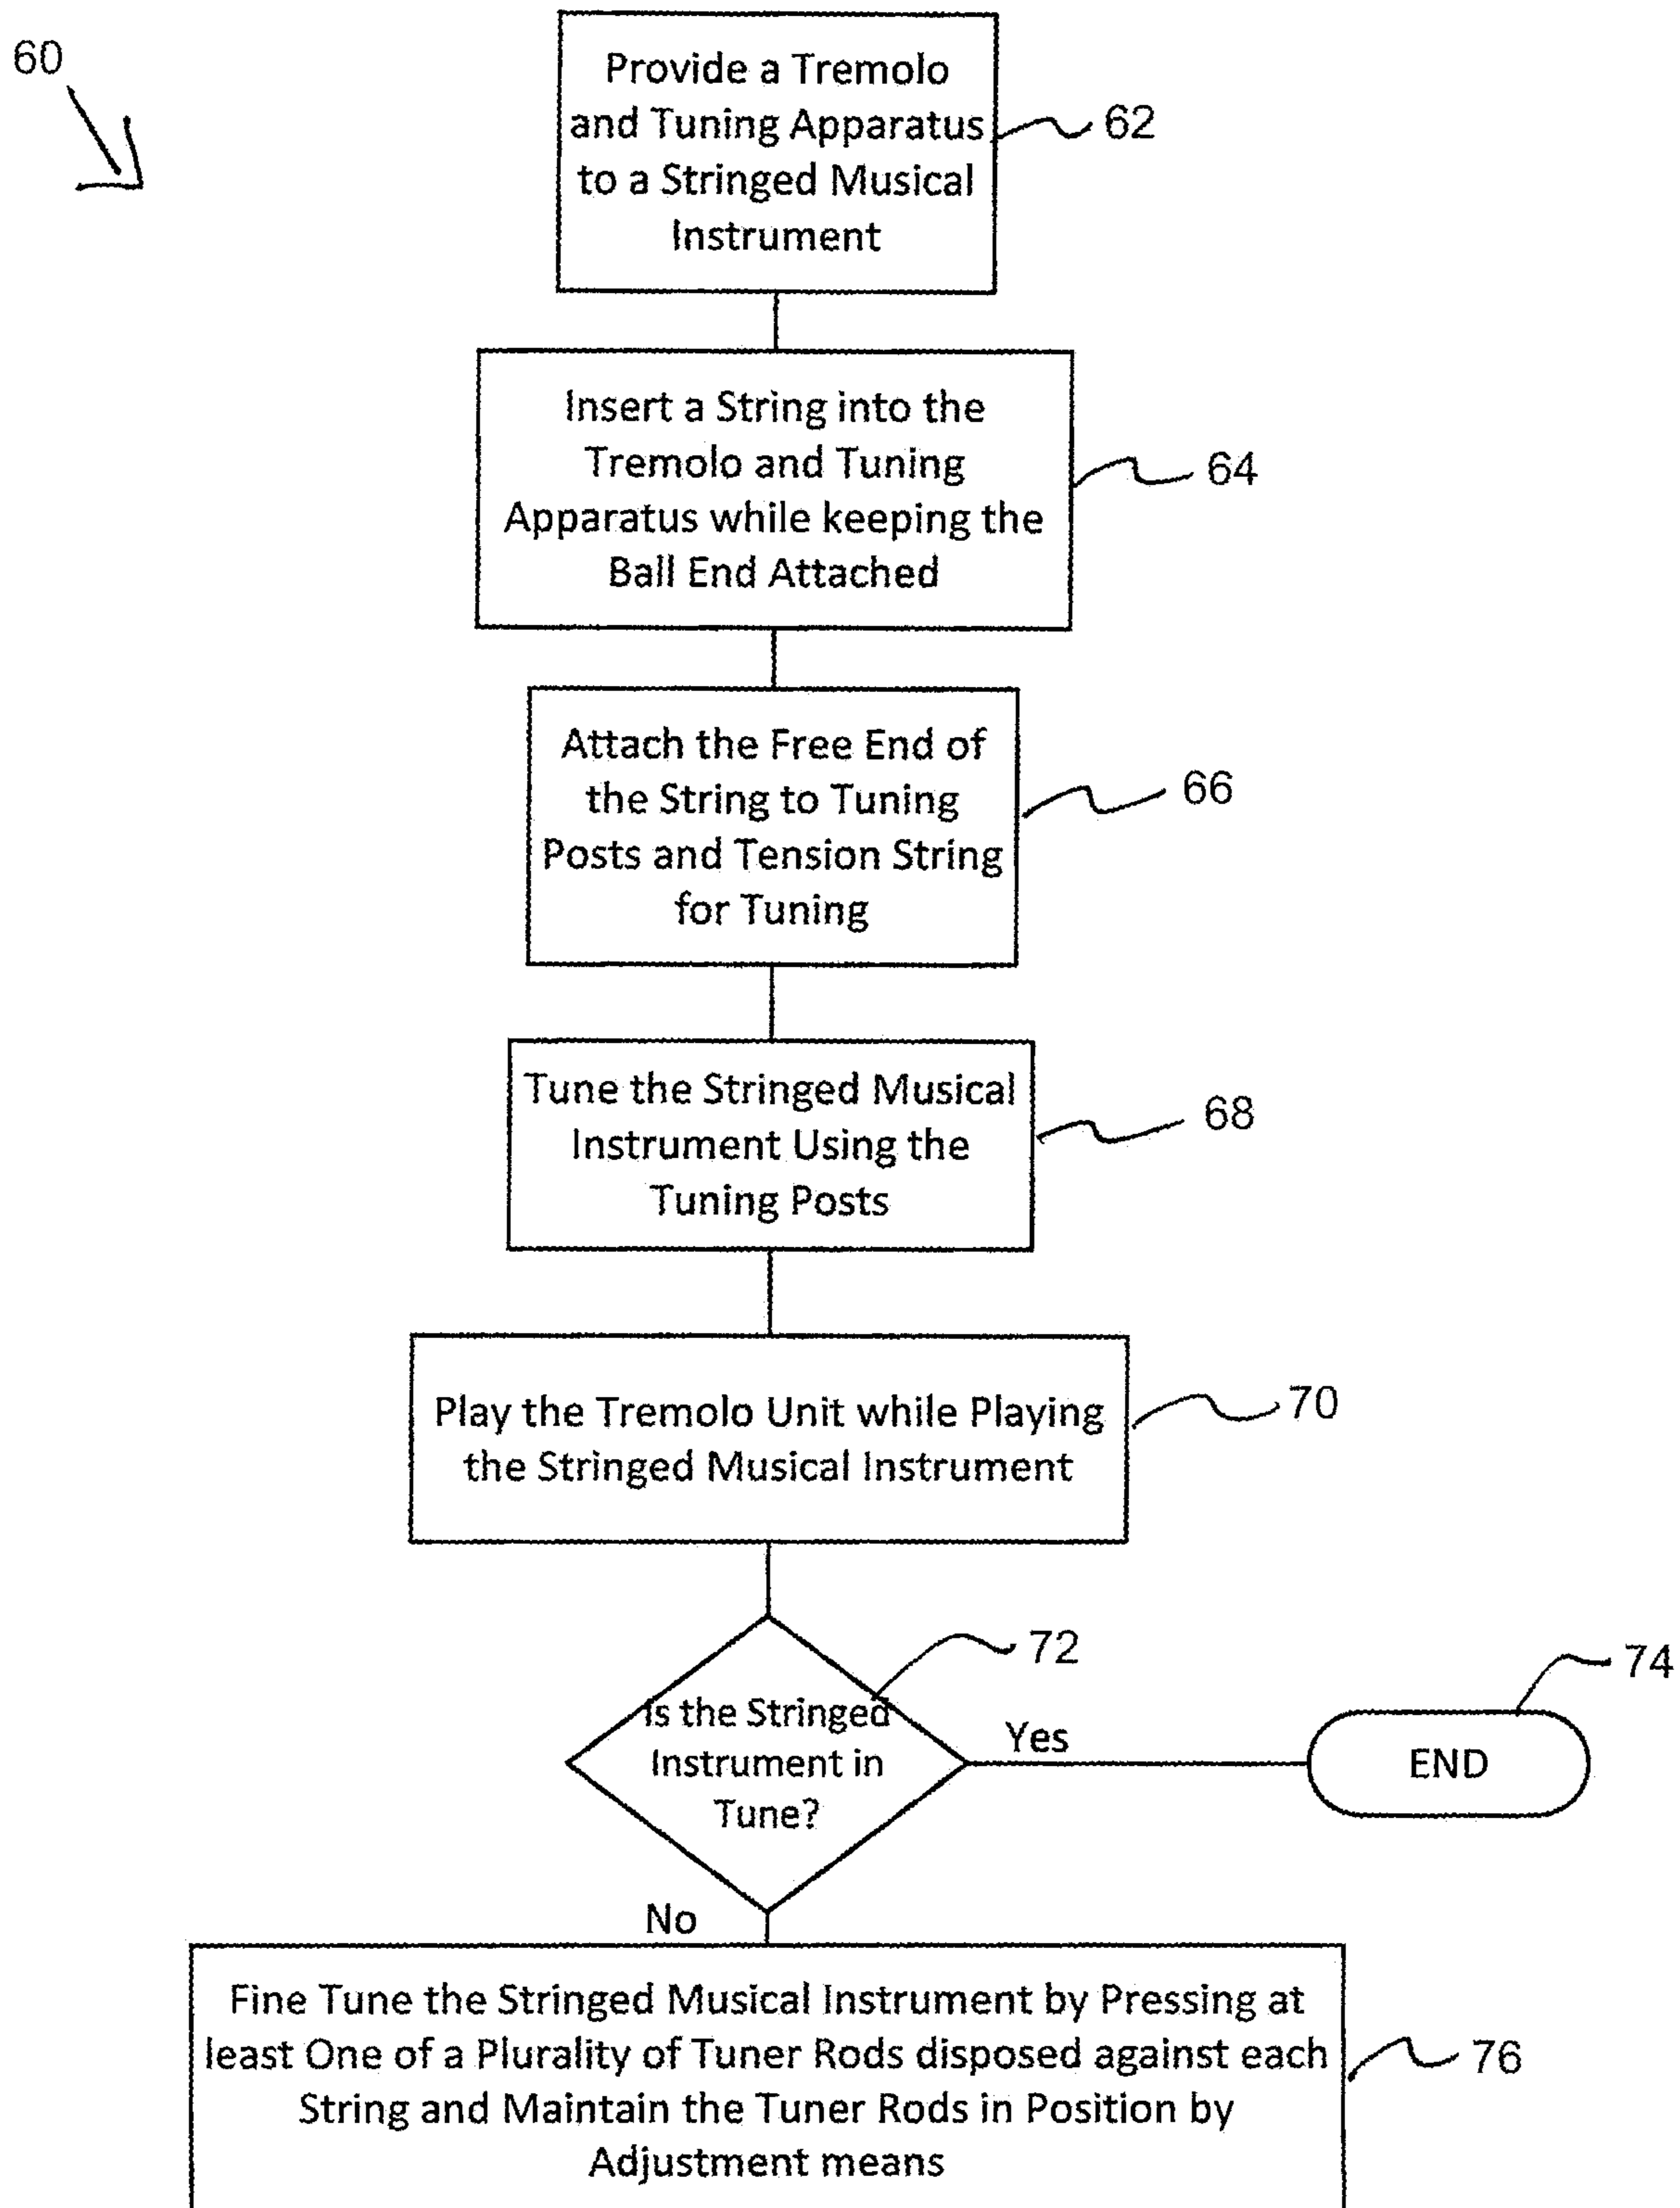 60
Provide a Tremolo
and Tuning Apparatus
to a Stringed Musical
Instrument
62
Insert a String into the
Tremolo and Tuning
Apparatus while keeping the
Ball End Attached
64
Attach the Free End of
the String to Tuning
Posts and Tension String
for Tuning
66
Tune the Stringed Musical
Instrument Using the
Tuning Posts
68
Play the Tremolo Unit while Playing
the Stringed Musical Instrument
70
Is the Stringed
Instrument in
Tune?
72
Yes
END
74
No
Fine Tune the Stringed Musical Instrument by Pressing at
least One of a Plurality of Tuner Rods disposed against each
String and Maintain the Tuner Rods in Position by
Adjustment means
76